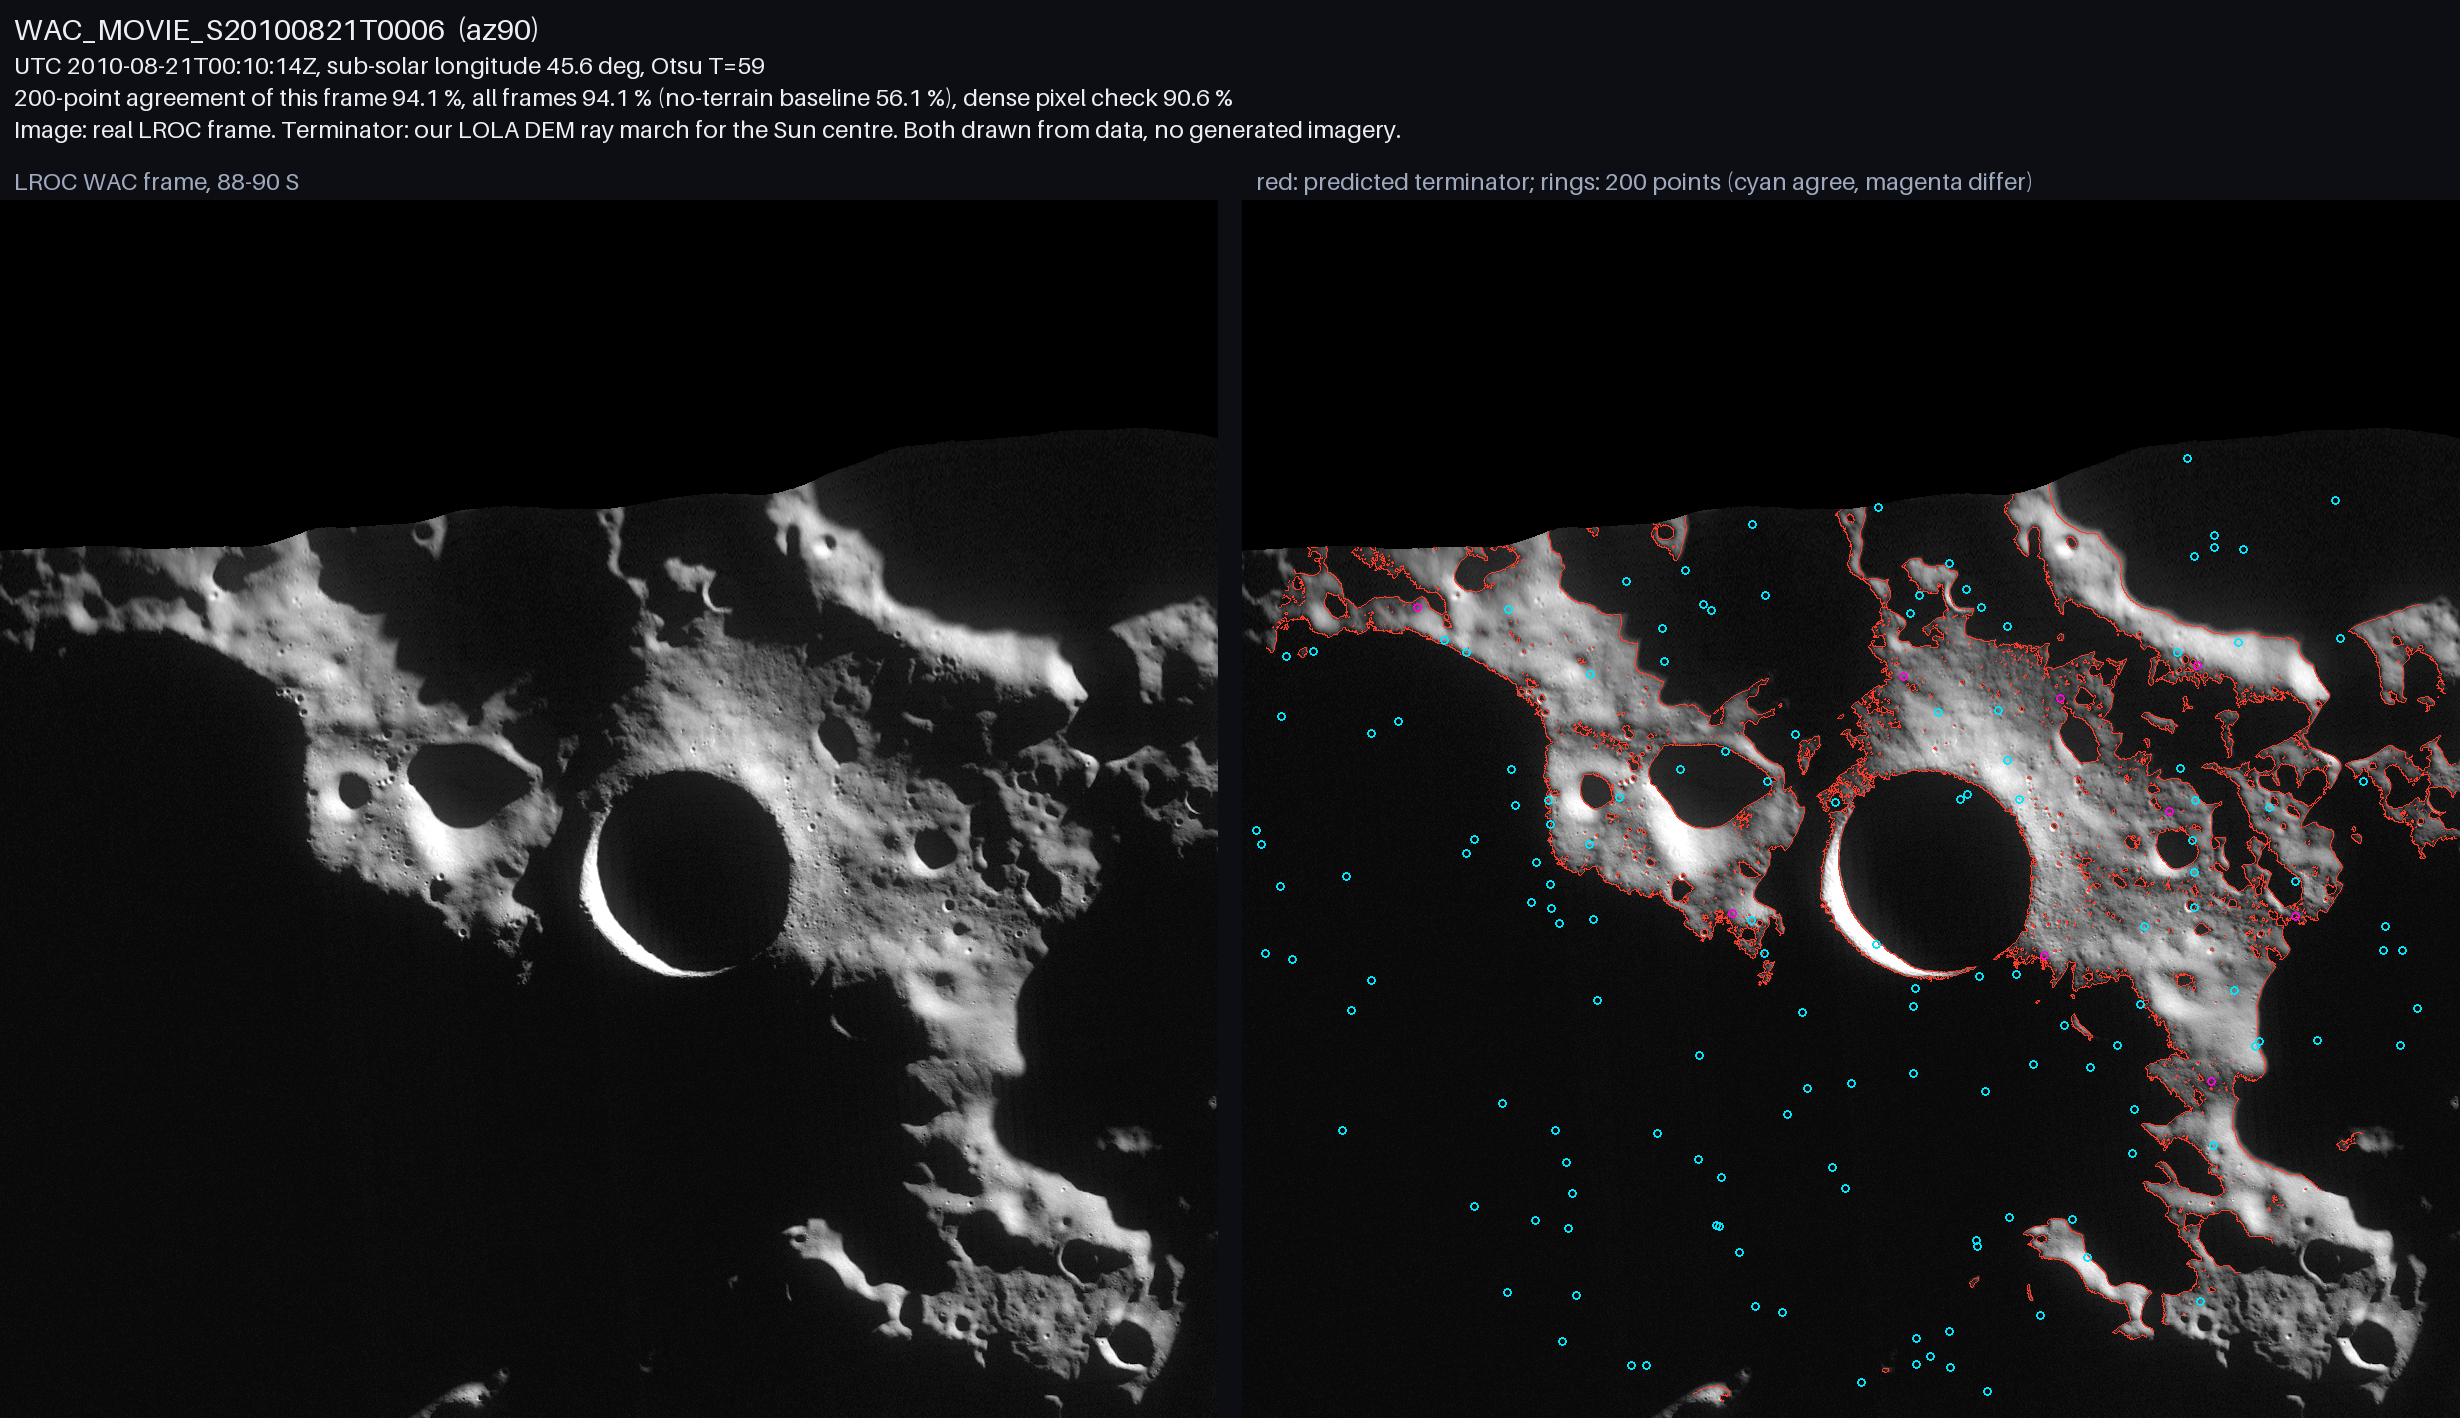 WAC_MOVIE_S20100821T0006 (az90)
UTC 2010-08-21T00:10:14Z, sub-solar longitude 45.6 deg, Otsu T=59
200-point agreement of this frame 94.1 %, all frames 94.1 % (no-terrain baseline 56.1 %), dense pixel check 90.6 %
Image: real LROC frame. Terminator: our LOLA DEM ray march for the Sun centre. Both drawn from data, no generated imagery.
LROC WAC frame, 88-90 S
red: predicted terminator; rings: 200 points (cyan agree, magenta differ)